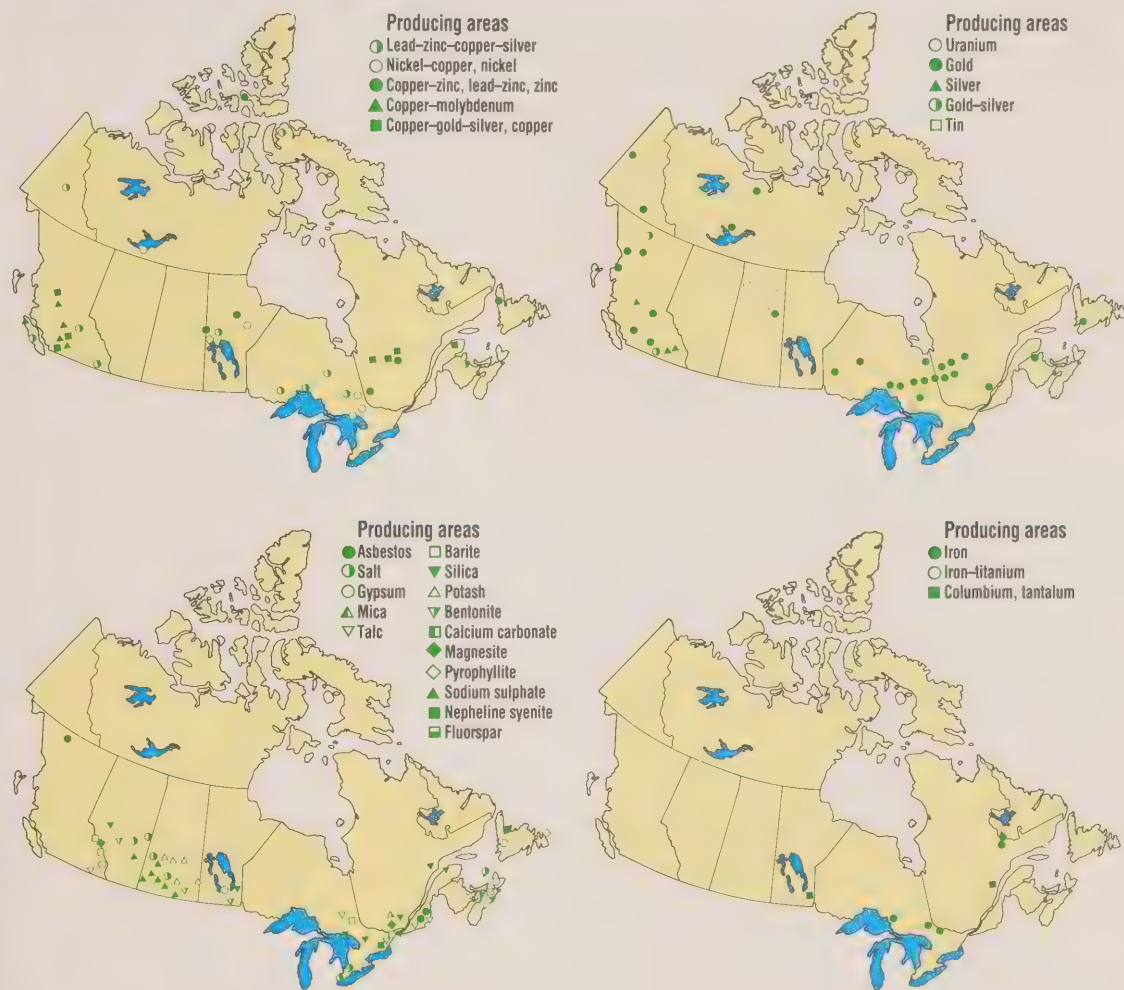 Producing areas
Lead–zinc–copper–silver
Nickel–copper, nickel
Copper–zinc, lead–zinc, zinc
Copper–molybdenum
Copper–gold–silver, copper
Producing areas
Uranium
Gold
Silver
Gold–silver
Tin
Producing areas
Asbestos
Salt
Gypsum
Mica
Talc
Barite
Silica
Potash
Bentonite
Calcium carbonate
Magnesite
Pyrophyllite
Sodium sulphate
Nepheline syenite
Fluorspar
Producing areas
Iron
Iron–titanium
Columbium, tantalum